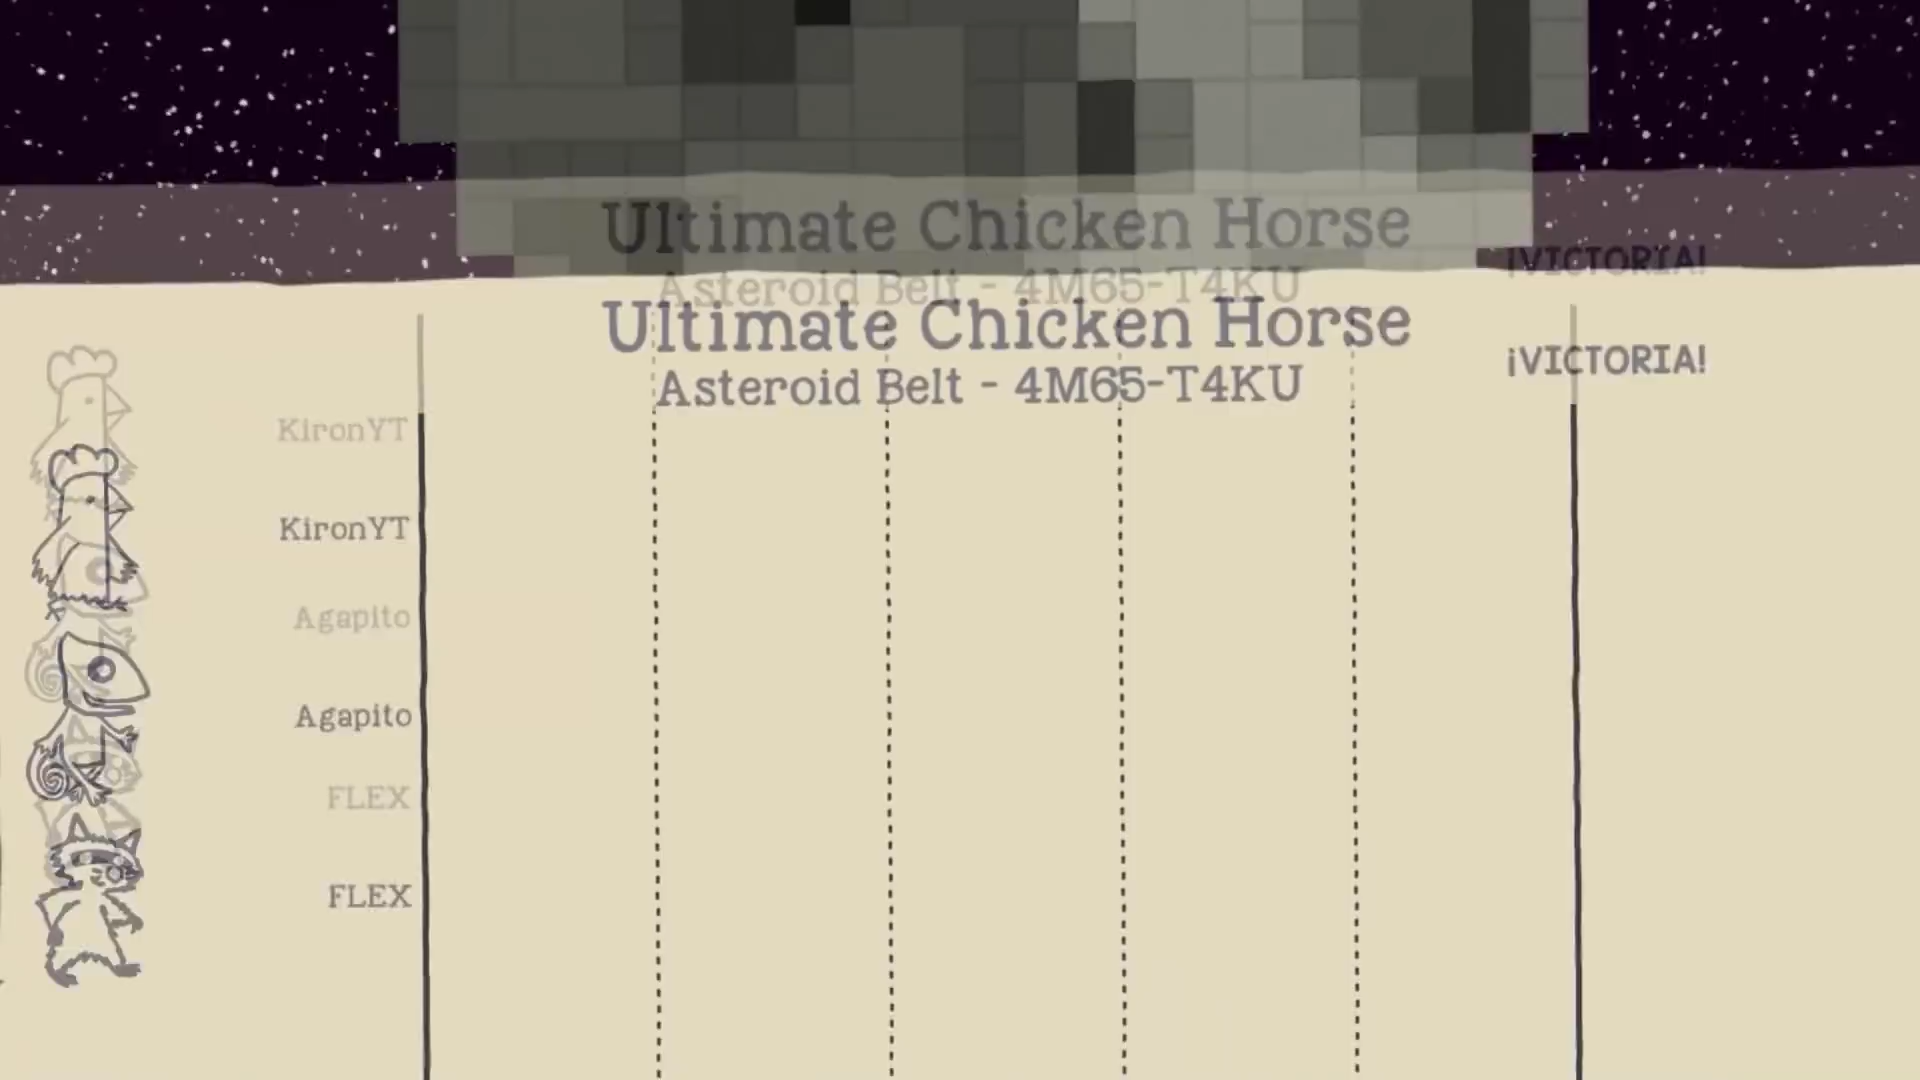 Ultimate Chicken Horse
¡VICTORIA!
Asteroid Belt - 4M65-T4KU
Ultimate Chicken Horse
¡VICTORIA!
Asteroid Belt - 4M65-T4KU
KironYT
KironYT
Agapito
Agapito
FLEX
FLEX